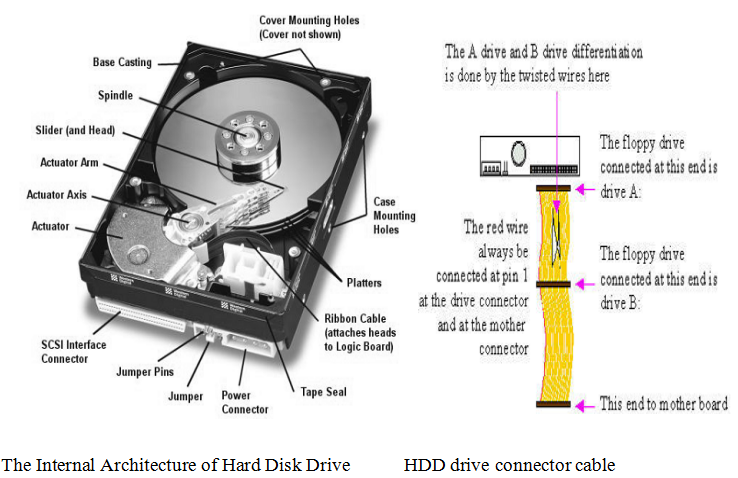 Cover Mounting Holes
(Cover not shown)
Base Casting
Spindle
Slider (and Head)
Actuator Arm
Actuator Axis
Actuator
Case
Mounting
Holes
Platters
Ribbon Cable
(attaches heads
to Logic Board)
SCSI Interface
Connector
Jumper Pins
Jumper
Power
Connector
Tape Seal
The A drive and B drive differentiation
is done by the twisted wires here
The floppy drive
connected at this end is
drive A:
The red wire
always be
connected at pin 1
at the drive connector
and at the mother
connector
The floppy drive
connected at this end is
drive B:
This end to mother board
The Internal Architecture of Hard Disk Drive
HDD drive connector cable